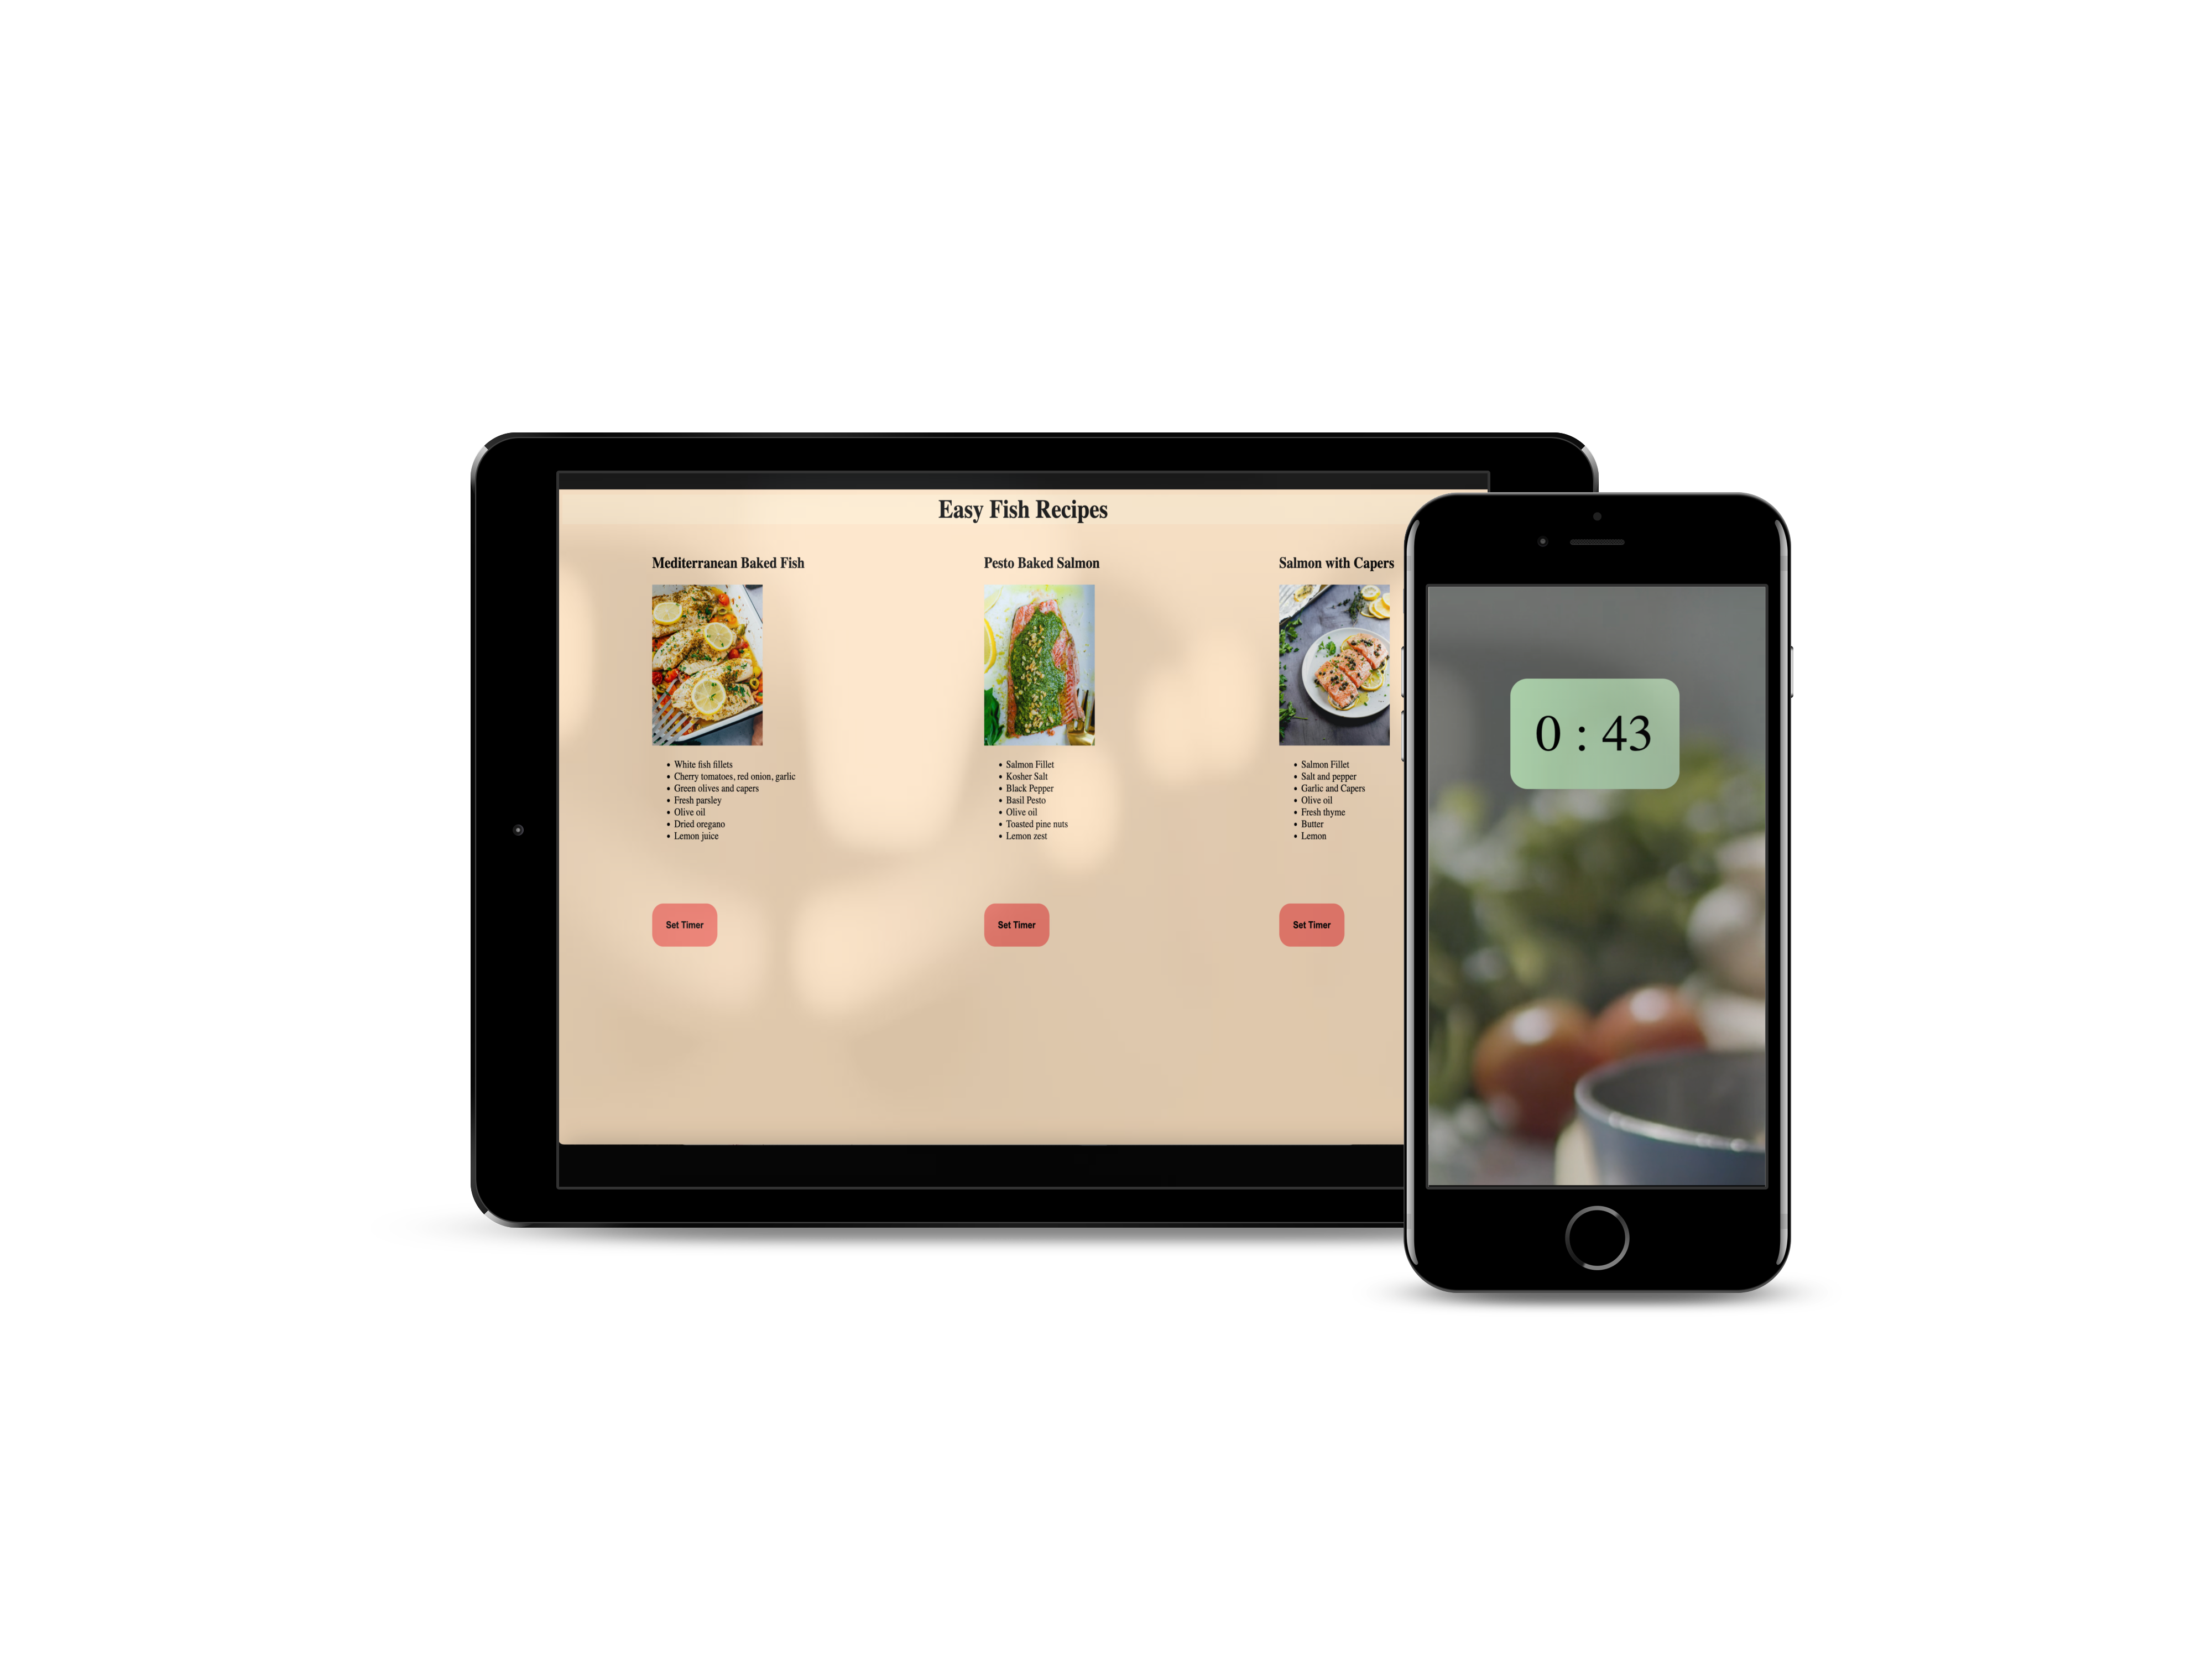 Easy Fish Recipes
Mediterranean Baked Fish
White fish fillets
Cherry tomatoes, red onion, garlic
Green olives and capers
Fresh parsley
Olive oil
Dried oregano
Lemon juice
Set Timer
Pesto Baked Salmon
Salmon Fillet
Kosher Salt
Black Pepper
Basil Pesto
Olive oil
Toasted pine nuts
Lemon zest
Set Timer
Salmon with Capers
Salmon Fillet
Salt and pepper
Garlic and Capers
Olive oil
Fresh thyme
Butter
Lemon
Set Timer
0 : 43